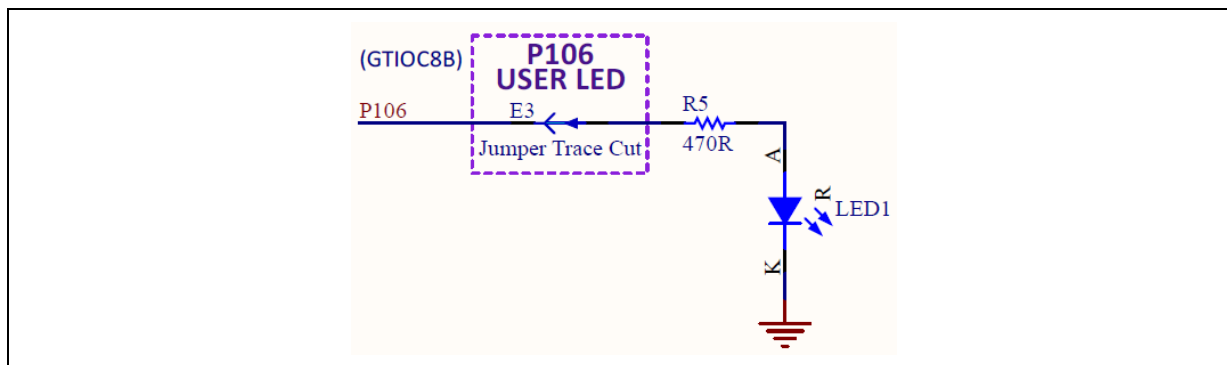 (GTIOC8B)
P106
USER LED
P106
E3
R5
Jumper Trace Cut
470R
A
R
LED1
K